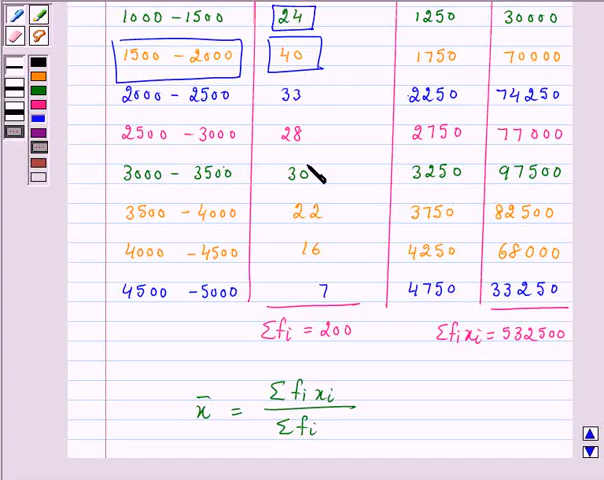 1000 - 1500 24 1250 30000
1500 - 2000 40 1750 70000
2000 - 2500 33 2250 74250
2500 - 3000 28 2750 77000
3000 - 3500 30 3250 97500
3500 - 4000 22 3750 82500
4000 - 4500 16 4250 68000
4500 - 5000 7 4750 33250
Σfi = 200 Σfixi = 532500
x̄ = Σfixi / Σfi